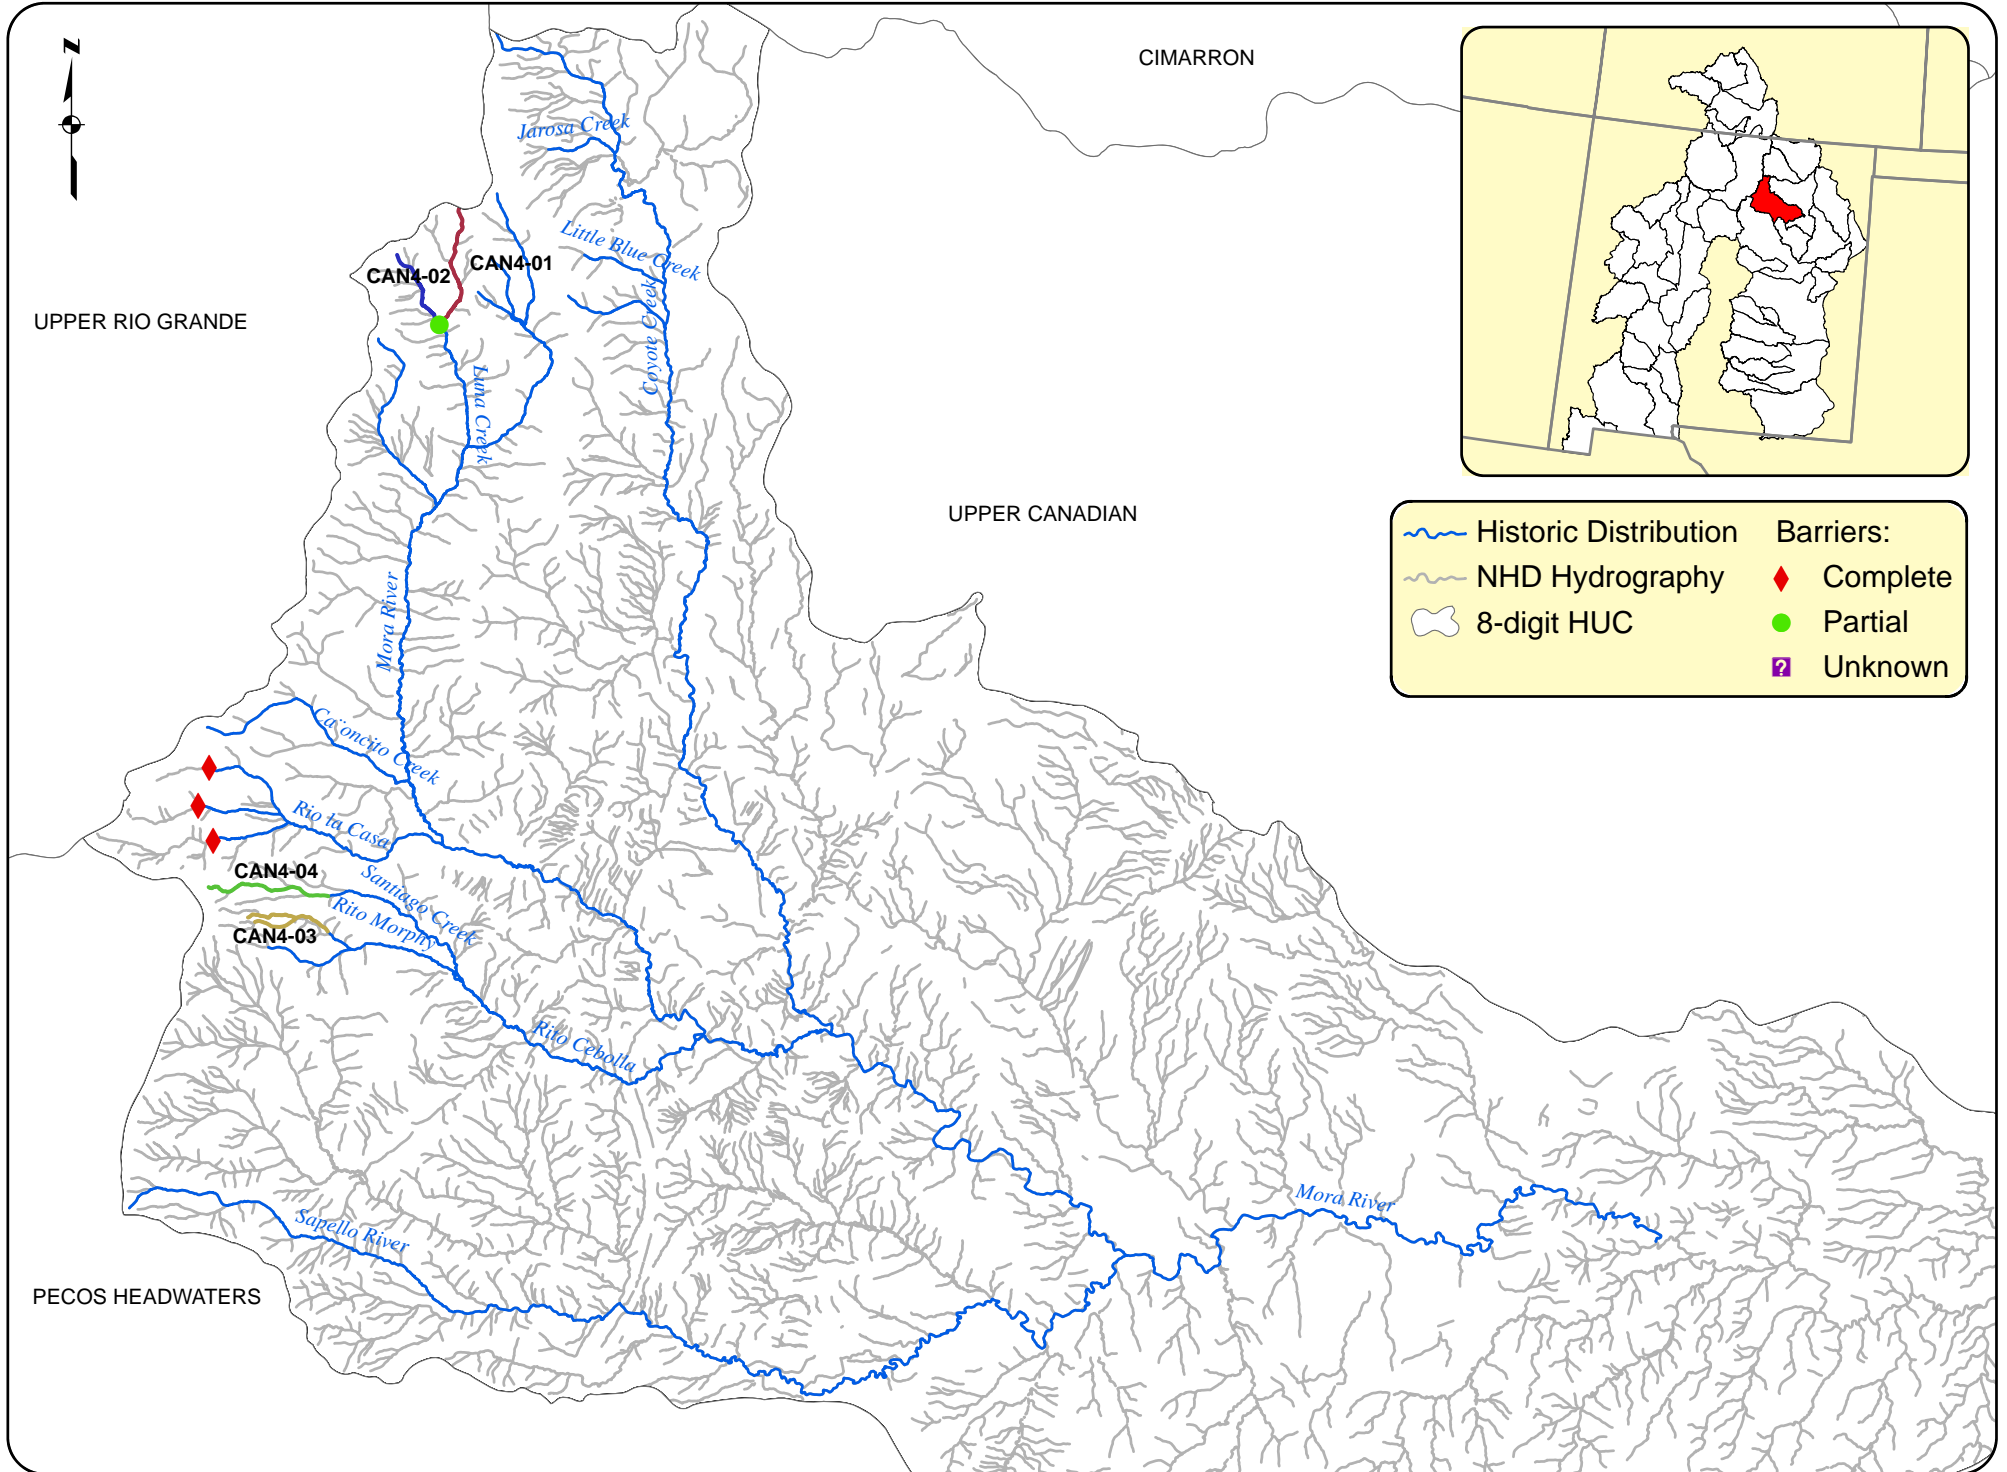 N
CIMARRON
Jarosa Creek
Little Blue Creek
CAN4-01
CAN4-02
UPPER RIO GRANDE
Coyote Creek
Luna Creek
UPPER CANADIAN
Historic Distribution
NHD Hydrography
8-digit HUC
Barriers:
Complete
Partial
?
Unknown
Mora River
Ca¨oncito Creek
Rio la Casa
CAN4-04
Santiago Creek
Rito Morphy
CAN4-03
Rito Cebolla
Mora River
Sapello River
PECOS HEADWATERS